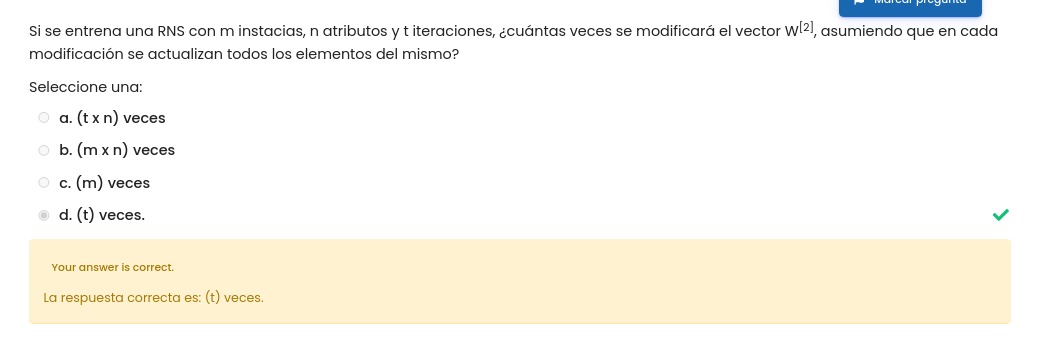 Marcar pregunta
Si se entrena una RNS con m instacias, n atributos y t iteraciones, ¿cuántas veces se modificará el vector W[2], asumiendo que en cada
modificación se actualizan todos los elementos del mismo?
Seleccione una:
a. (t x n) veces
b. (m x n) veces
c. (m) veces
d. (t) veces.
Your answer is correct.
La respuesta correcta es: (t) veces.